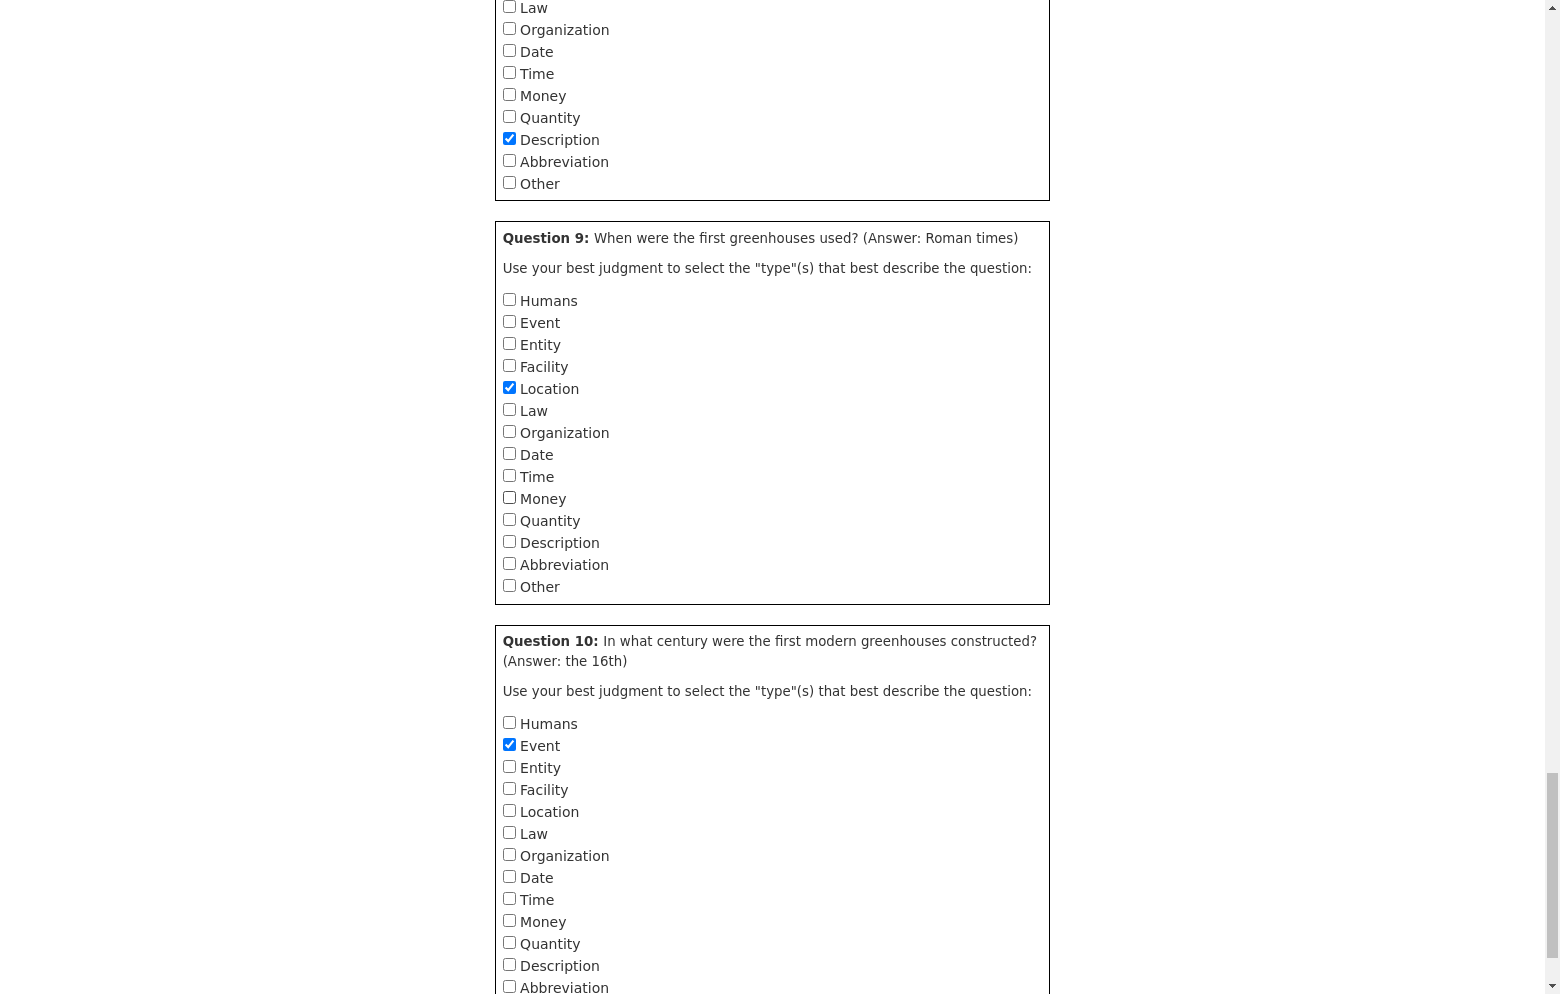 Law
Organization
Date
Time
Money
Quantity
Description
Abbreviation
Other
Question 9: When were the first greenhouses used? (Answer: Roman times)
Use your best judgment to select the "type"(s) that best describe the question:
Humans
Event
Entity
Facility
Location
Law
Organization
Date
Time
Money
Quantity
Description
Abbreviation
Other
Question 10: In what century were the first modern greenhouses constructed?
(Answer: the 16th)
Use your best judgment to select the "type"(s) that best describe the question:
Humans
Event
Entity
Facility
Location
Law
Organization
Date
Time
Money
Quantity
Description
Abbreviation